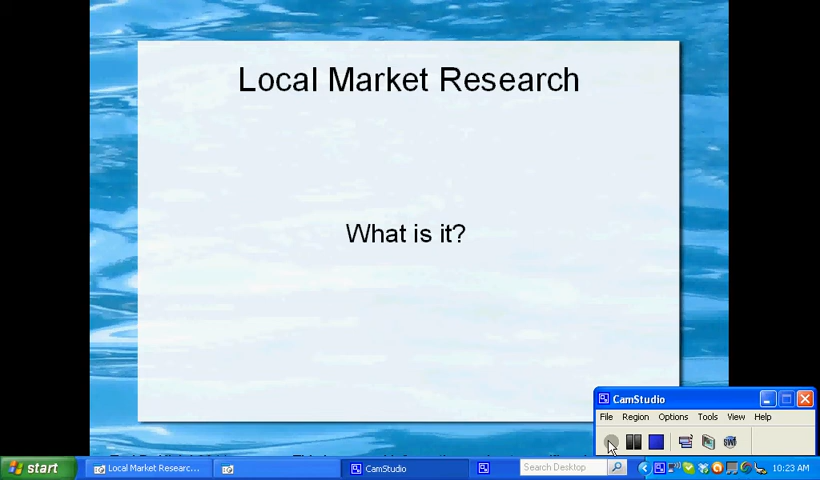 Local Market Research
What is it?
CamStudio
File Region Options Tools View Help
start
Local Market Researc...
CamStudio
Search Desktop
10:23 AM